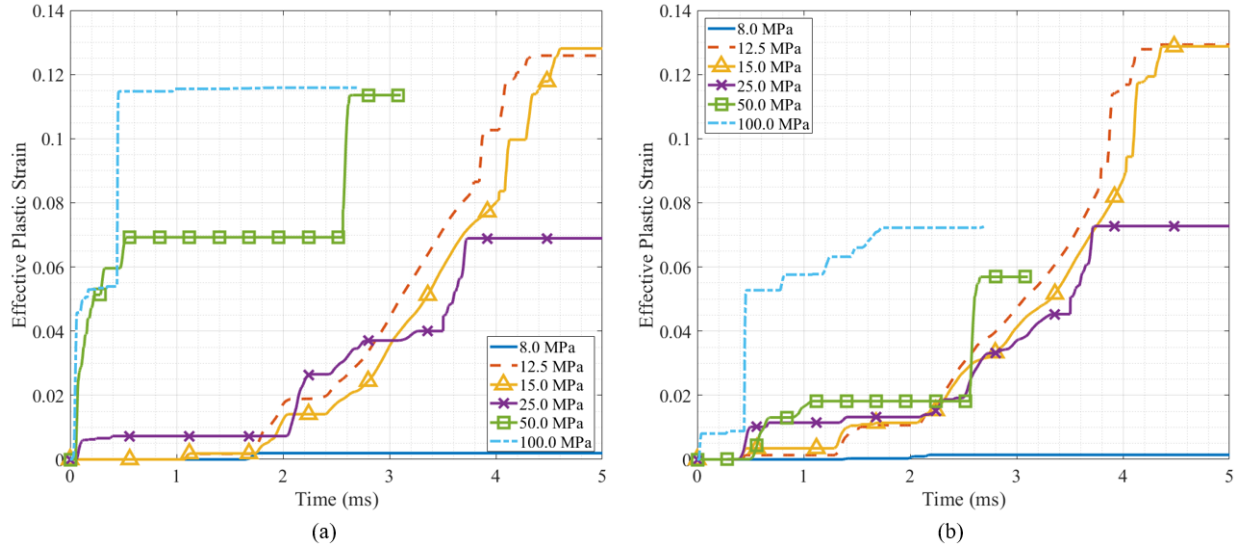 0.14
0.12
0.1
0.08
0.06
0.04
0.02
0
Effective Plastic Strain
8.0 MPa
12.5 MPa
15.0 MPa
25.0 MPa
50.0 MPa
100.0 MPa
0 1 2 3 4 5
Time (ms)
(a)
0.14
0.12
0.1
0.08
0.06
0.04
0.02
0
Effective Plastic Strain
8.0 MPa
12.5 MPa
15.0 MPa
25.0 MPa
50.0 MPa
100.0 MPa
0 1 2 3 4 5
Time (ms)
(b)